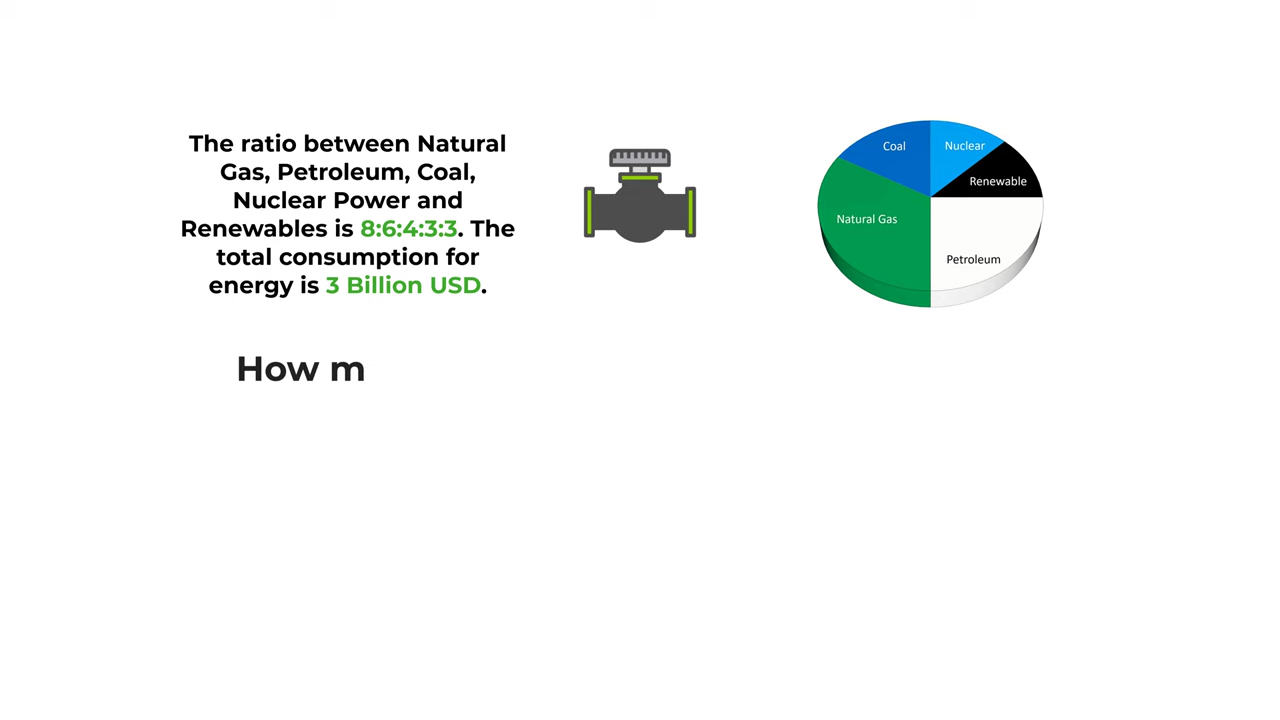 The ratio between Natural
Gas, Petroleum, Coal,
Nuclear Power and
Renewables is 8:6:4:3:3. The
total consumption for
energy is 3 Billion USD.
How m
Coal
Nuclear
Renewable
Natural Gas
Petroleum